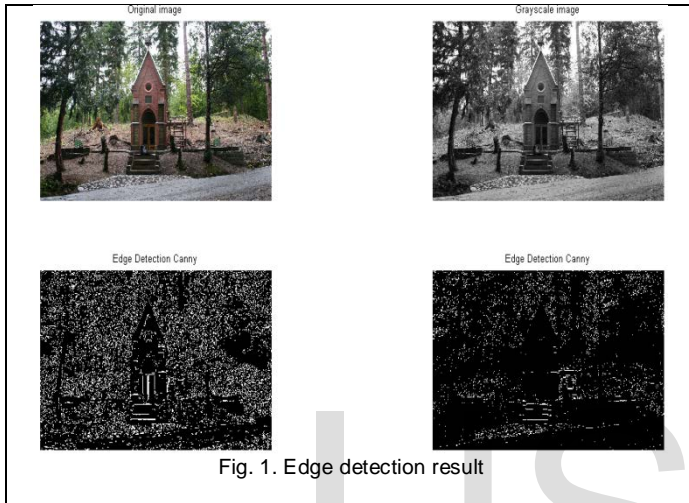 Original image
Grayscale image
Edge Detection Canny
Edge Detection Canny
Fig. 1. Edge detection result